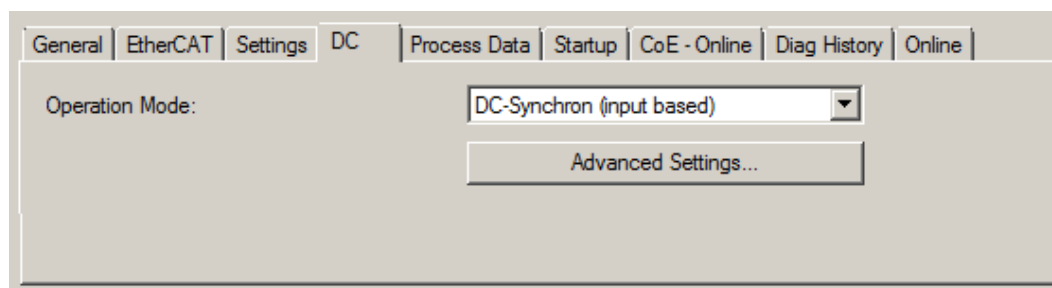 General EtherCAT Settings DC Process Data Startup CoE - Online Diag History Online
Operation Mode: DC-Synchron (input based)
Advanced Settings...